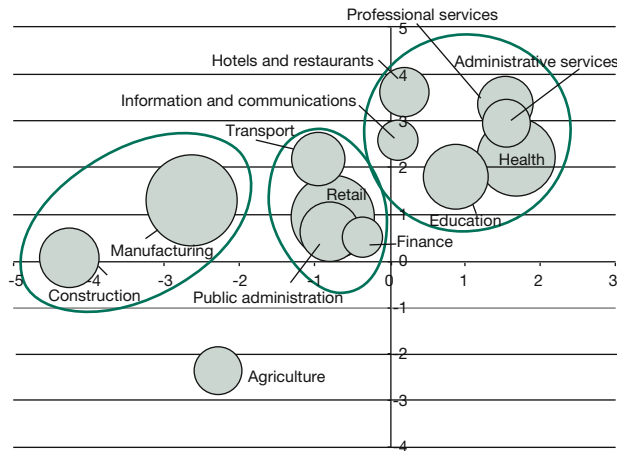 Professional services
5
Hotels and restaurants
4
Administrative services
Information and communications
3
Transport
2
Health
Retail
1
Education
Manufacturing
Finance
0
-5 -4 -3 -2 -1 0 1 2 3
Construction
Public administration
-1
Agriculture
-2
-3
-4